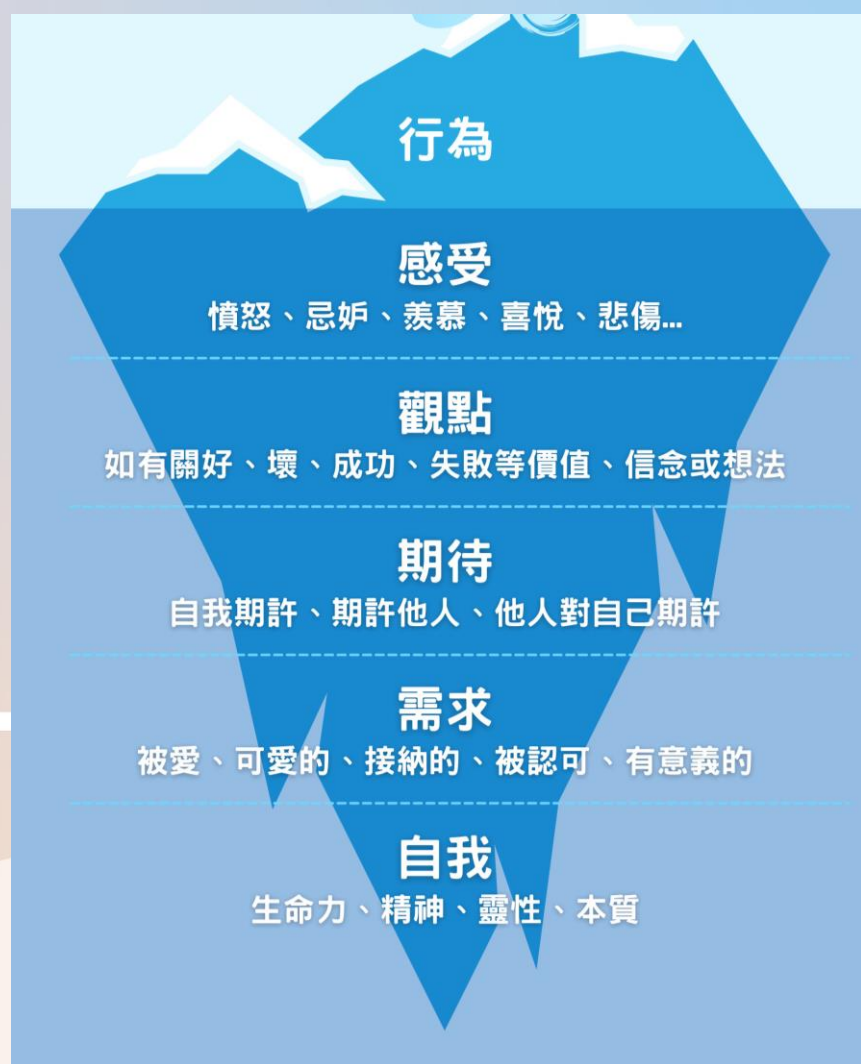 行為
感受
憤怒、忌妒、羨慕、喜悅、悲傷...
觀點
如有關好、壞、成功、失敗等價值、信念或想法
期待
自我期許、期許他人、他人對自己期許
需求
被愛、可愛的、接納的、被認可、有意義的
自我
生命力、精神、靈性、本質